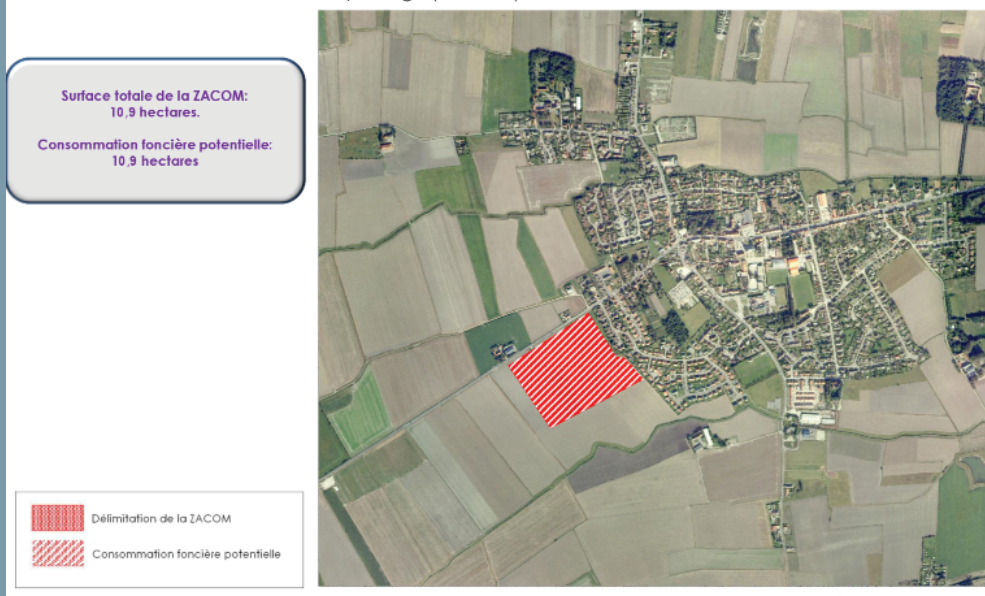 Surface totale de la ZACOM:
10,9 hectares.
Consommation foncière potentielle:
10,9 hectares
Délimitation de la ZACOM
Consommation foncière potentielle